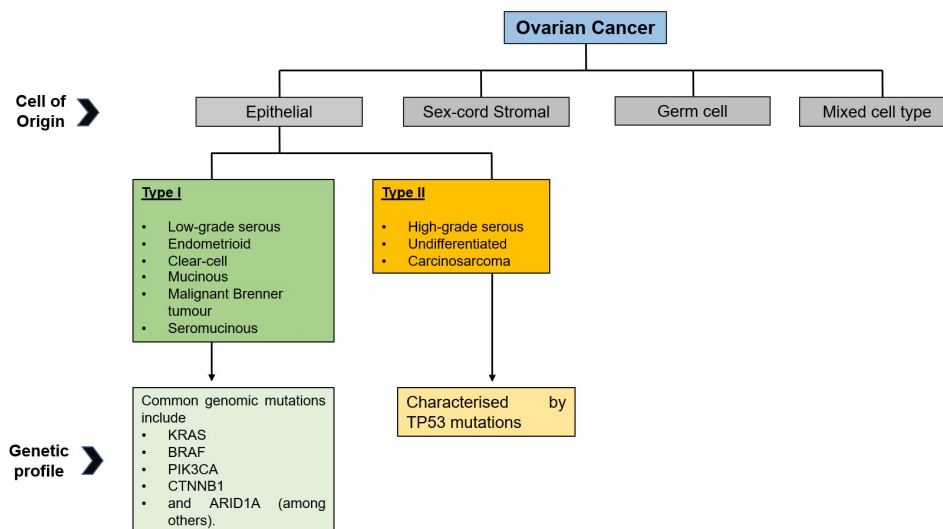 Ovarian Cancer
Cell of
Origin
Epithelial
Sex-cord Stromal
Germ cell
Mixed cell type
Type I
• Low-grade serous
• Endometrioid
• Clear-cell
• Mucinous
• Malignant Brenner
tumour
• Seromucinous
Type II
• High-grade serous
• Undifferentiated
• Carcinosarcoma
Genetic
profile
Common genomic mutations
include
• KRAS
• BRAF
• PIK3CA
• CTNNB1
• and ARID1A (among
others).
Characterised by
TP53 mutations